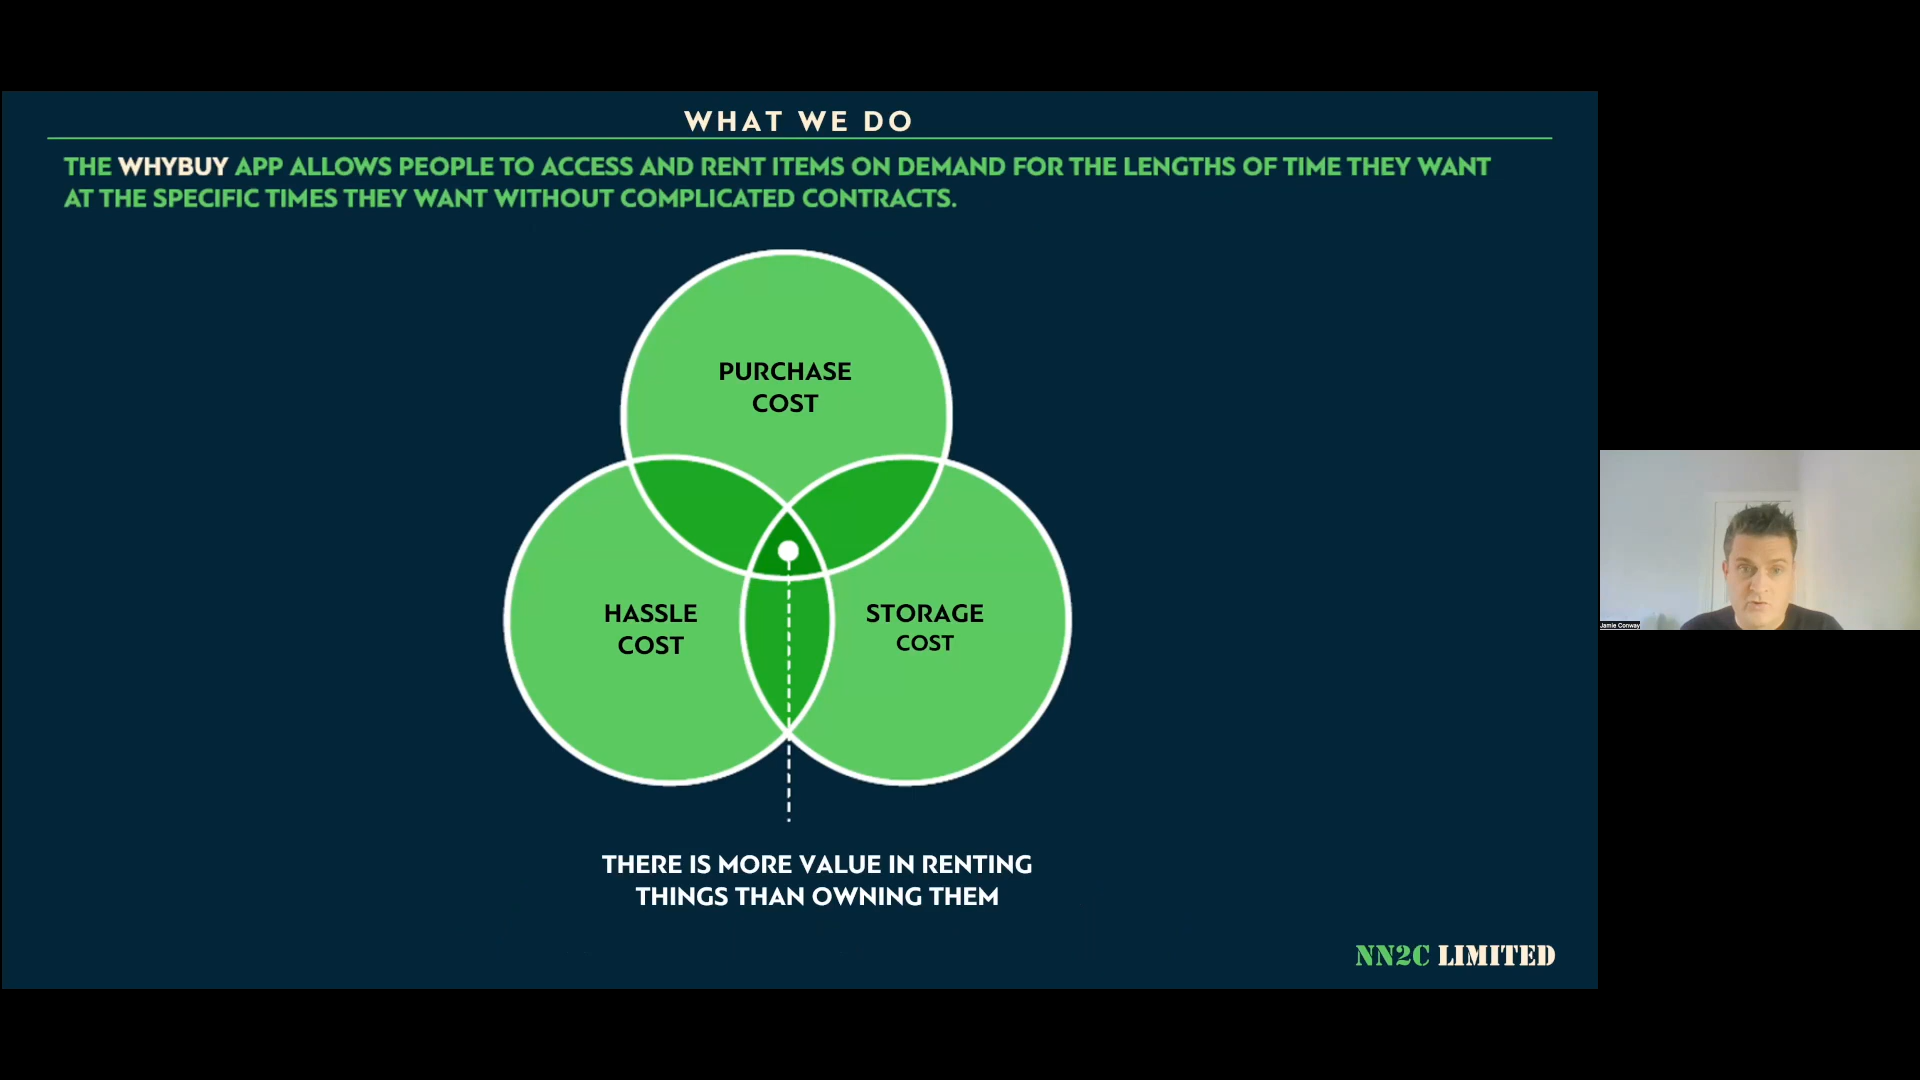 WHAT WE DO
THE WHYBUY APP ALLOWS PEOPLE TO ACCESS AND RENT ITEMS ON DEMAND FOR THE LENGTHS OF TIME THEY WANT
AT THE SPECIFIC TIMES THEY WANT WITHOUT COMPLICATED CONTRACTS.
PURCHASE
COST
HASSLE
COST
STORAGE
COST
THERE IS MORE VALUE IN RENTING
THINGS THAN OWNING THEM
NN2C LIMITED
Jamie Conway